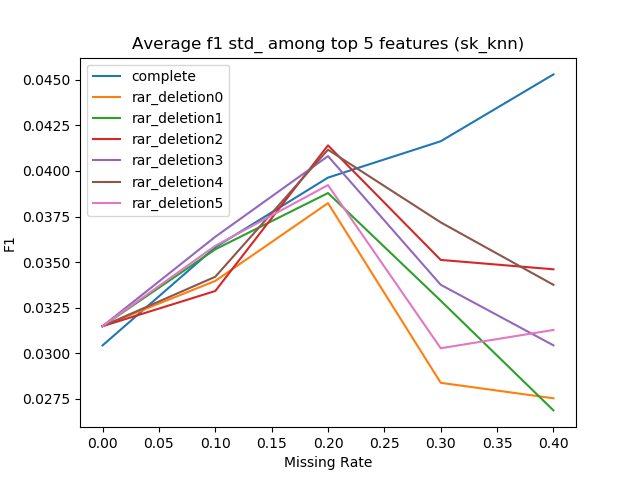 Average f1 std_ among top 5 features (sk_knn)
complete
rar_deletion0
rar_deletion1
rar_deletion2
rar_deletion3
rar_deletion4
rar_deletion5
0.0450
0.0425
0.0400
0.0375
0.0350
0.0325
0.0300
0.0275
F1
0.00 0.05 0.10 0.15 0.20 0.25 0.30 0.35 0.40
Missing Rate